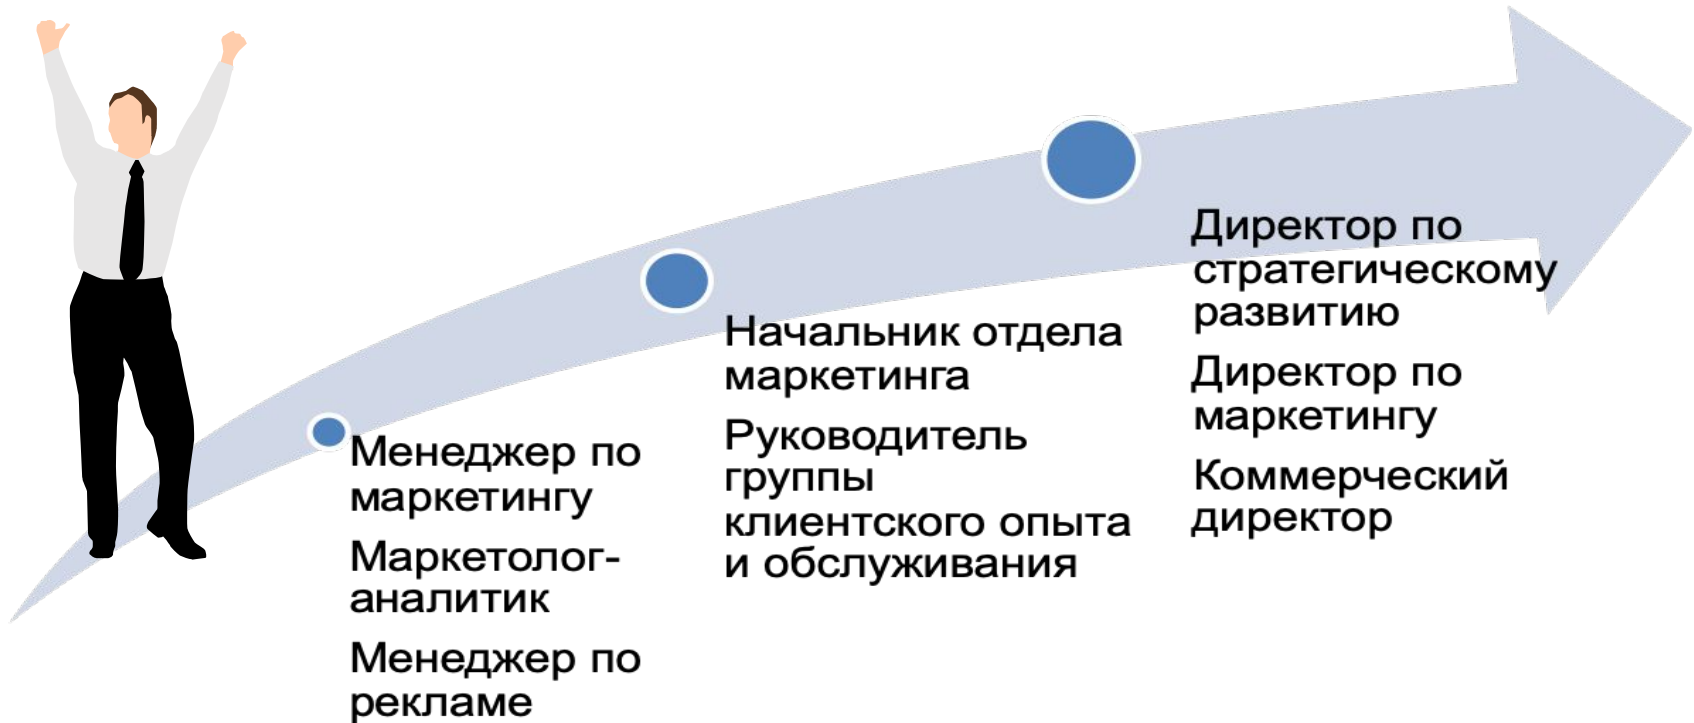 Менеджер по
маркетингу
Маркетолог-
аналитик
Менеджер по
рекламе
Начальник отдела
маркетинга
Руководитель
группы
клиентского опыта
и обслуживания
Директор по
стратегическому
развитию
Директор по
маркетингу
Коммерческий
директор